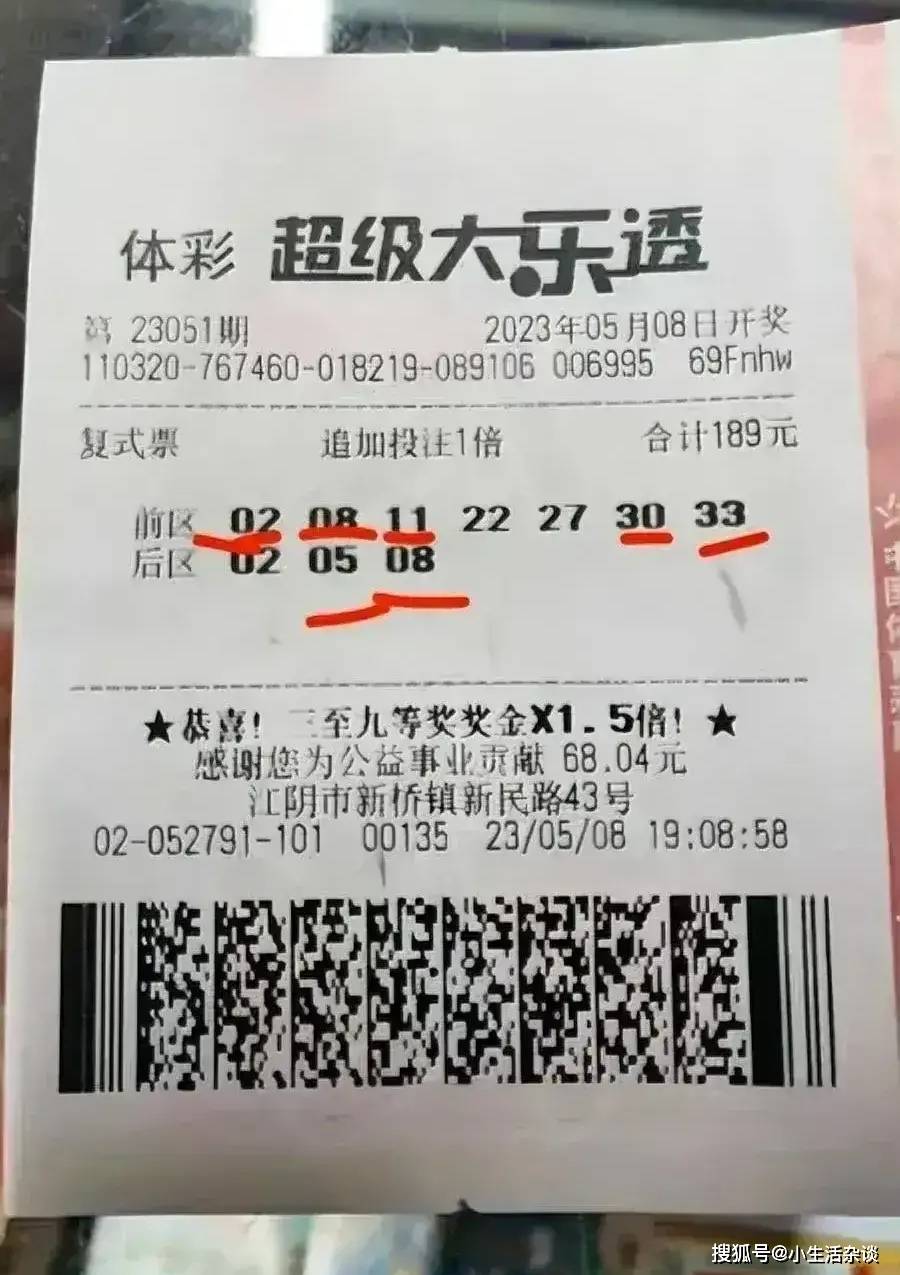 体彩 超级大乐透
第 23051期 2023年05月08日开奖
110320-767460-018219-089106 006995 69Fnhw
复式票 追加投注1倍 合计189元
前区 02 08 11 22 27 30 33
后区 02 05 08
★恭喜! 三至九等奖奖金X1.5倍! ★
感谢您为公益事业贡献 68.04元
江阴市新桥镇新民路43号
02-052791-101 00135 23/05/08 19:08:58
搜狐号@小生活杂谈